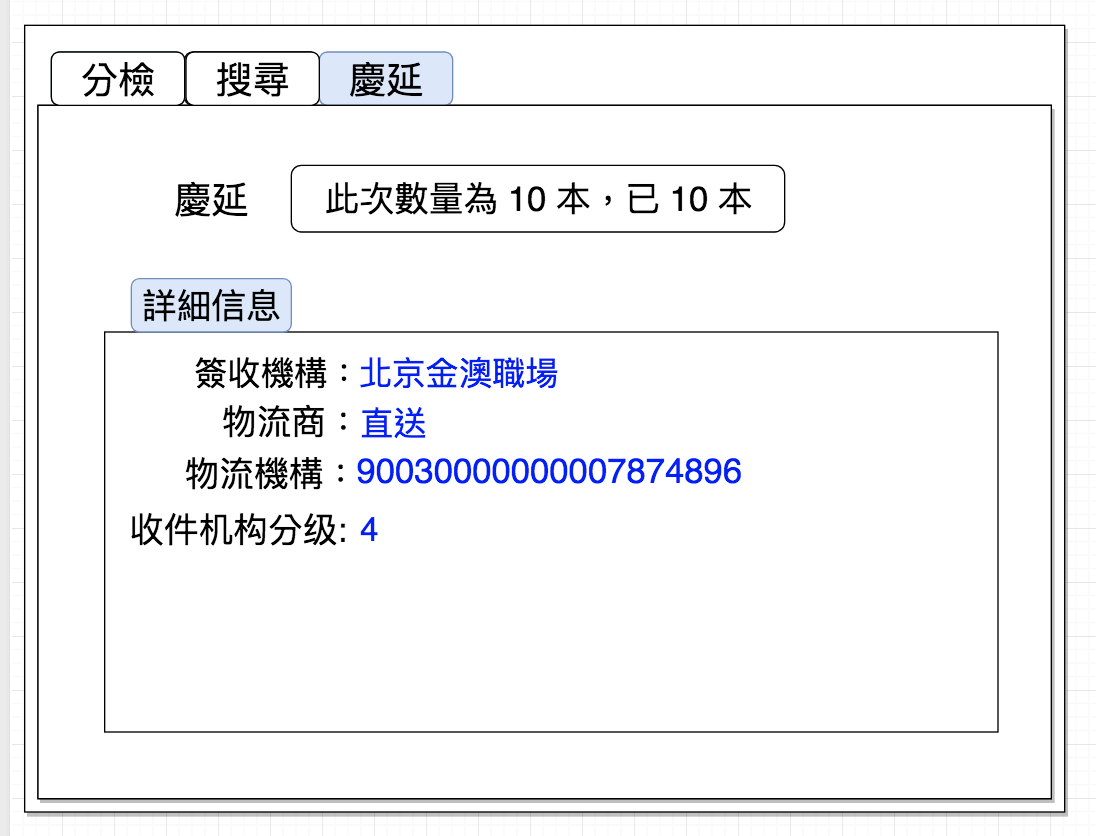 分檢 搜尋 慶延
慶延 此次數量為 10 本，已 10 本
詳細信息
簽收機構：北京金澳職場
物流商：直送
物流機構：90030000000007874896
收件机构分级: 4